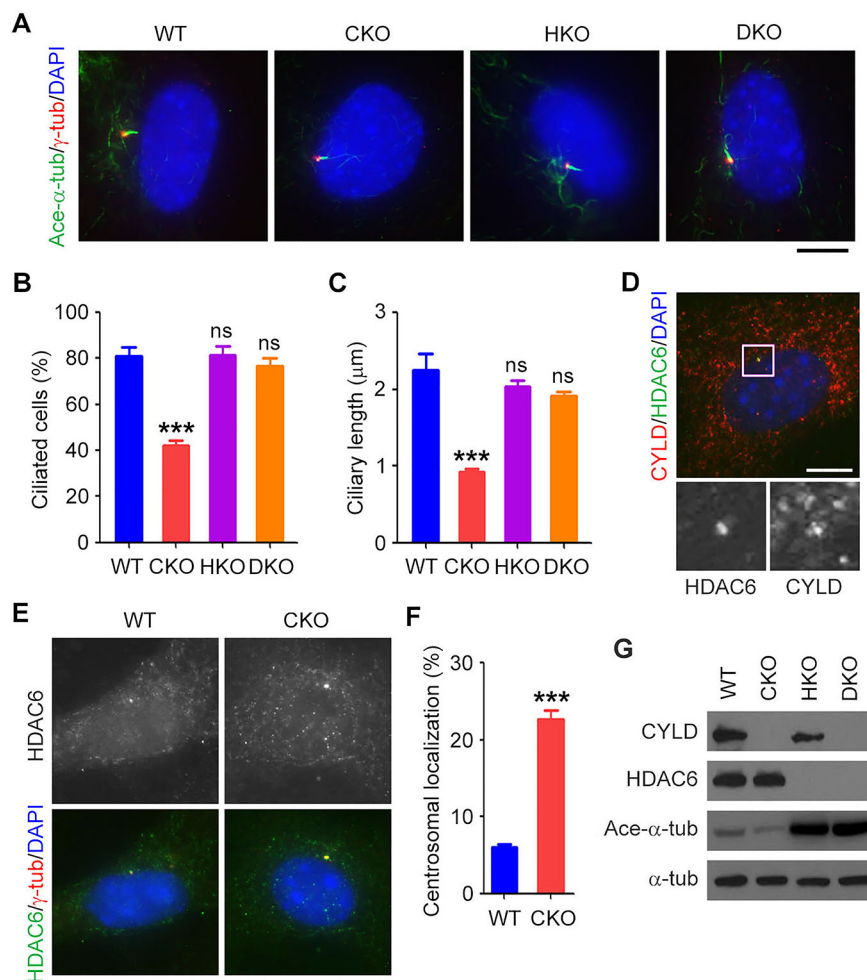 A
WT CKO HKO DKO
Ace-α-tub/γ-tub/DAPI
B
Ciliated cells (%)
100
80
60
40
20
0
***
ns
ns
WT CKO HKO DKO
C
Ciliary length (μm)
3
2
1
0
***
ns
ns
WT CKO HKO DKO
D
CYLD/HDAC6/DAPI
HDAC6 CYLD
E
WT CKO
HDAC6
HDAC6/γ-tub/DAPI
F
Centrosomal localization (%)
30
20
10
0
***
WT CKO
G
WT CKO HKO DKO
CYLD
HDAC6
Ace-α-tub
α-tub